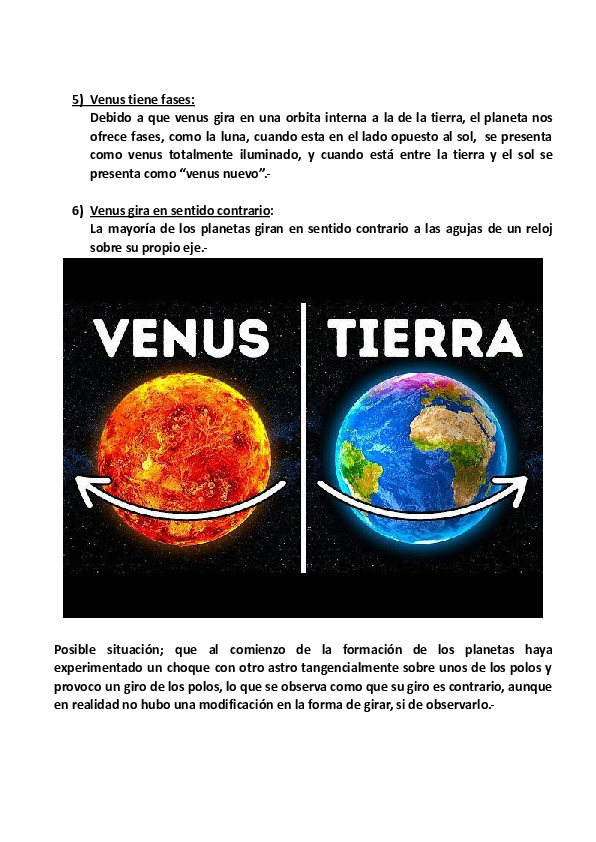 5) Venus tiene fases:
Debido a que venus gira en una orbita interna a la de la tierra, el planeta nos
ofrece fases, como la luna, cuando esta en el lado opuesto al sol, se presenta
como venus totalmente iluminado, y cuando está entre la tierra y el sol se
presenta como “venus nuevo”.-
6) Venus gira en sentido contrario:
La mayoría de los planetas giran en sentido contrario a las agujas de un reloj
sobre su propio eje.-
VENUS
TIERRA
Posible situación; que al comienzo de la formación de los planetas haya
experimentado un choque con otro astro tangencialmente sobre unos de los polos y
provoco un giro de los polos, lo que se observa como que su giro es contrario, aunque
en realidad no hubo una modificación en la forma de girar, si de observarlo.-